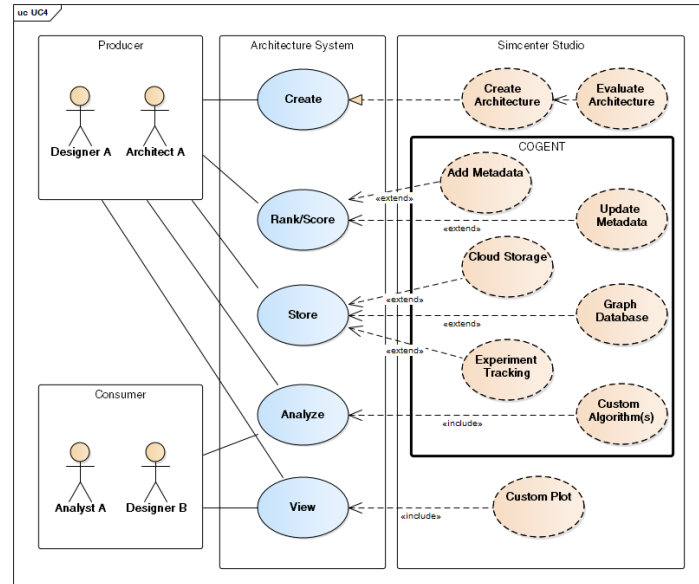 uc UC4
Producer
Architecture System
Simcenter Studio
Designer A
Architect A
Create
Create
Architecture
Evaluate
Architecture
COGENT
Add Metadata
«extend»
Rank/Score
Update
Metadata
«extend»
Cloud Storage
«extend»
Store
Graph
Database
«extend»
«extend»
Experiment
Tracking
Consumer
Analyze
Custom
Algorithm(s)
«include»
Analyst A
Designer B
View
Custom Plot
«include»